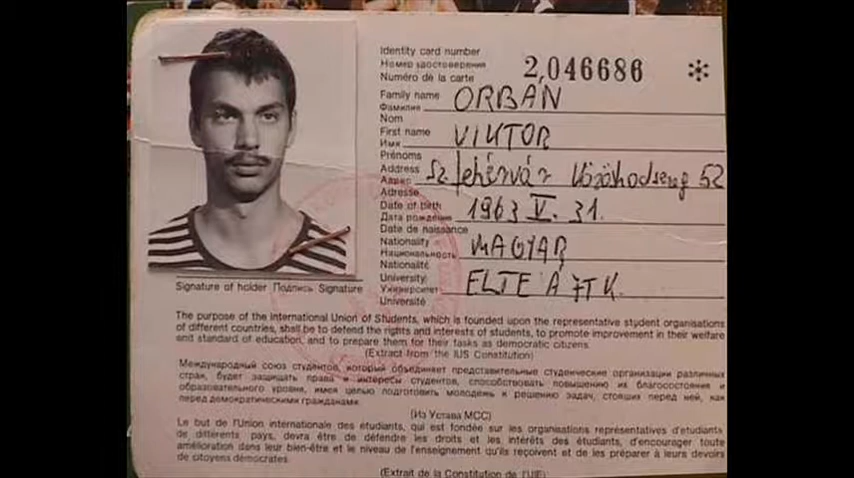 Identity card number
Номер удостоверения
Numéro de la carte
2,046686
Family name
Фамилия
Nom
ORBÁN
First name
Имя
Prénoms
VIKTOR
Address
Адрес
Adresse
Szfehérvár 52
Date of birth
Дата рождения
Date de naissance
1963 V. 31.
Nationality
Национальность
Nationalité
MAGYAR
University
Университет
Université
ELTE ÁJTK.
Signature of holder Подпись Signature
The purpose of the International Union of Students, which is founded upon the representative student organisations
of different countries, shall be to defend the rights and interests of students, to promote improvement in their welfare
and standard of education, and to prepare them for their tasks as democratic citizens.
(Extract from the IUS Constitution)
Международный союз студентов, который объединяет представительные студенческие организации различных
стран, будет защищать права и интересы студентов, способствовать повышению их благосостояния и
образовательного уровня, имея целью подготовить молодежь к решению задач, стоящих перед ней, как
перед демократическими гражданами.
(Из Устава МСС)
Le but de l'Union internationale des étudiants, qui est fondée sur les organisations représentatives d'étudiants
de différents pays, devra être de défendre les droits et les intérêts des étudiants, d'encourager toute
amélioration dans leur bien-être et le niveau de l'enseignement qu'ils reçoivent et de les préparer à leurs devoirs
de citoyens démocrates.
(Extrait de la Constitution de l'UIE)